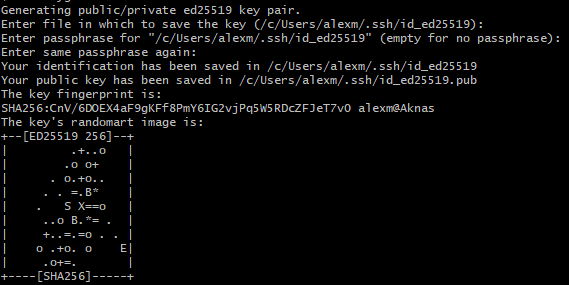 Generating public/private ed25519 key pair.
Enter file in which to save the key (/c/Users/alexm/.ssh/id_ed25519):
Enter passphrase for "/c/Users/alexm/.ssh/id_ed25519" (empty for no passphrase):
Enter same passphrase again:
Your identification has been saved in /c/Users/alexm/.ssh/id_ed25519
Your public key has been saved in /c/Users/alexm/.ssh/id_ed25519.pub
The key fingerprint is:
SHA256:CnV/6DOEX4aF9gKFf8PmY6IG2vjPq5W5RDcZFJeT7v0 alexm@Aknas
The key's randomart image is:
+--[ED25519 256]--+
|         .+..o   |
|        .o o+    |
|      . o.+o..   |
|     . . =.B*    |
|    .   S X==o   |
|     ..o B.*= .  |
|     +..=.=o . . |
|    o .+o. o    E|
|     .o+=.       |
+----[SHA256]-----+